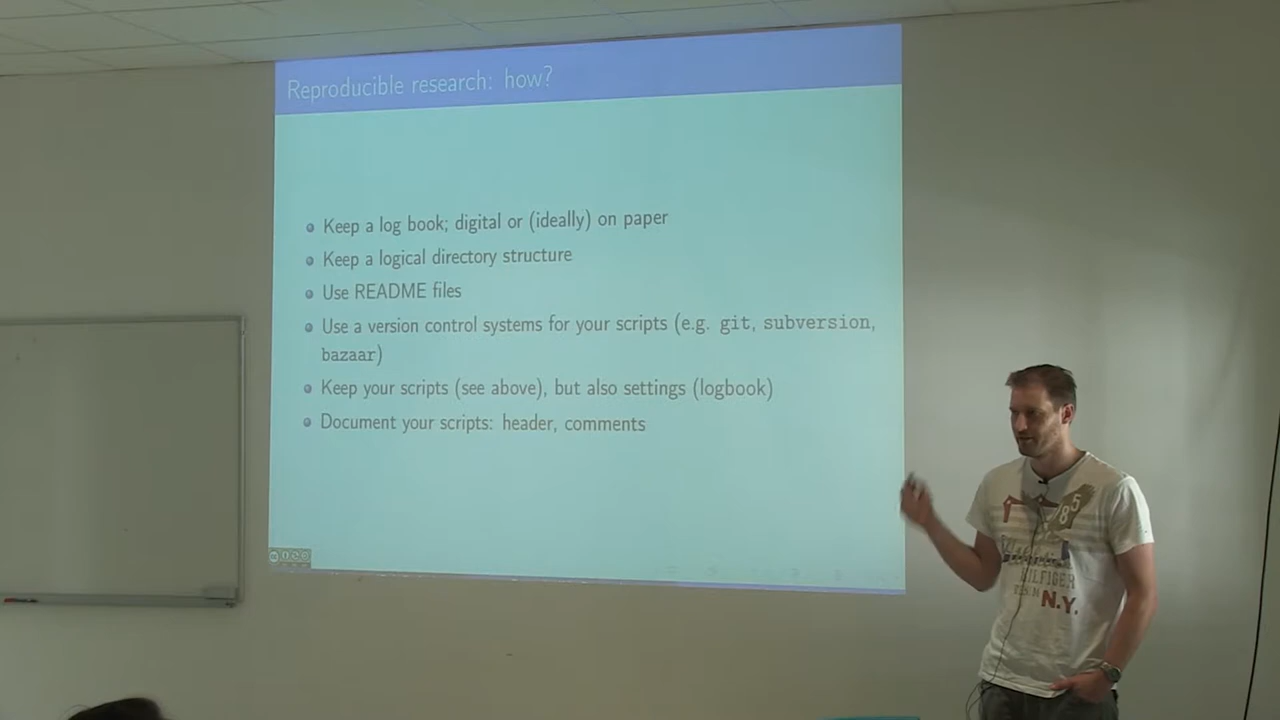 Reproducible research: how?
Keep a log book; digital or (ideally) on paper
Keep a logical directory structure
Use README files
Use a version control systems for your scripts (e.g. git, subversion,
bazaar)
Keep your scripts (see above), but also settings (logbook)
Document your scripts: header, comments
85
HILFIGER
N.Y.